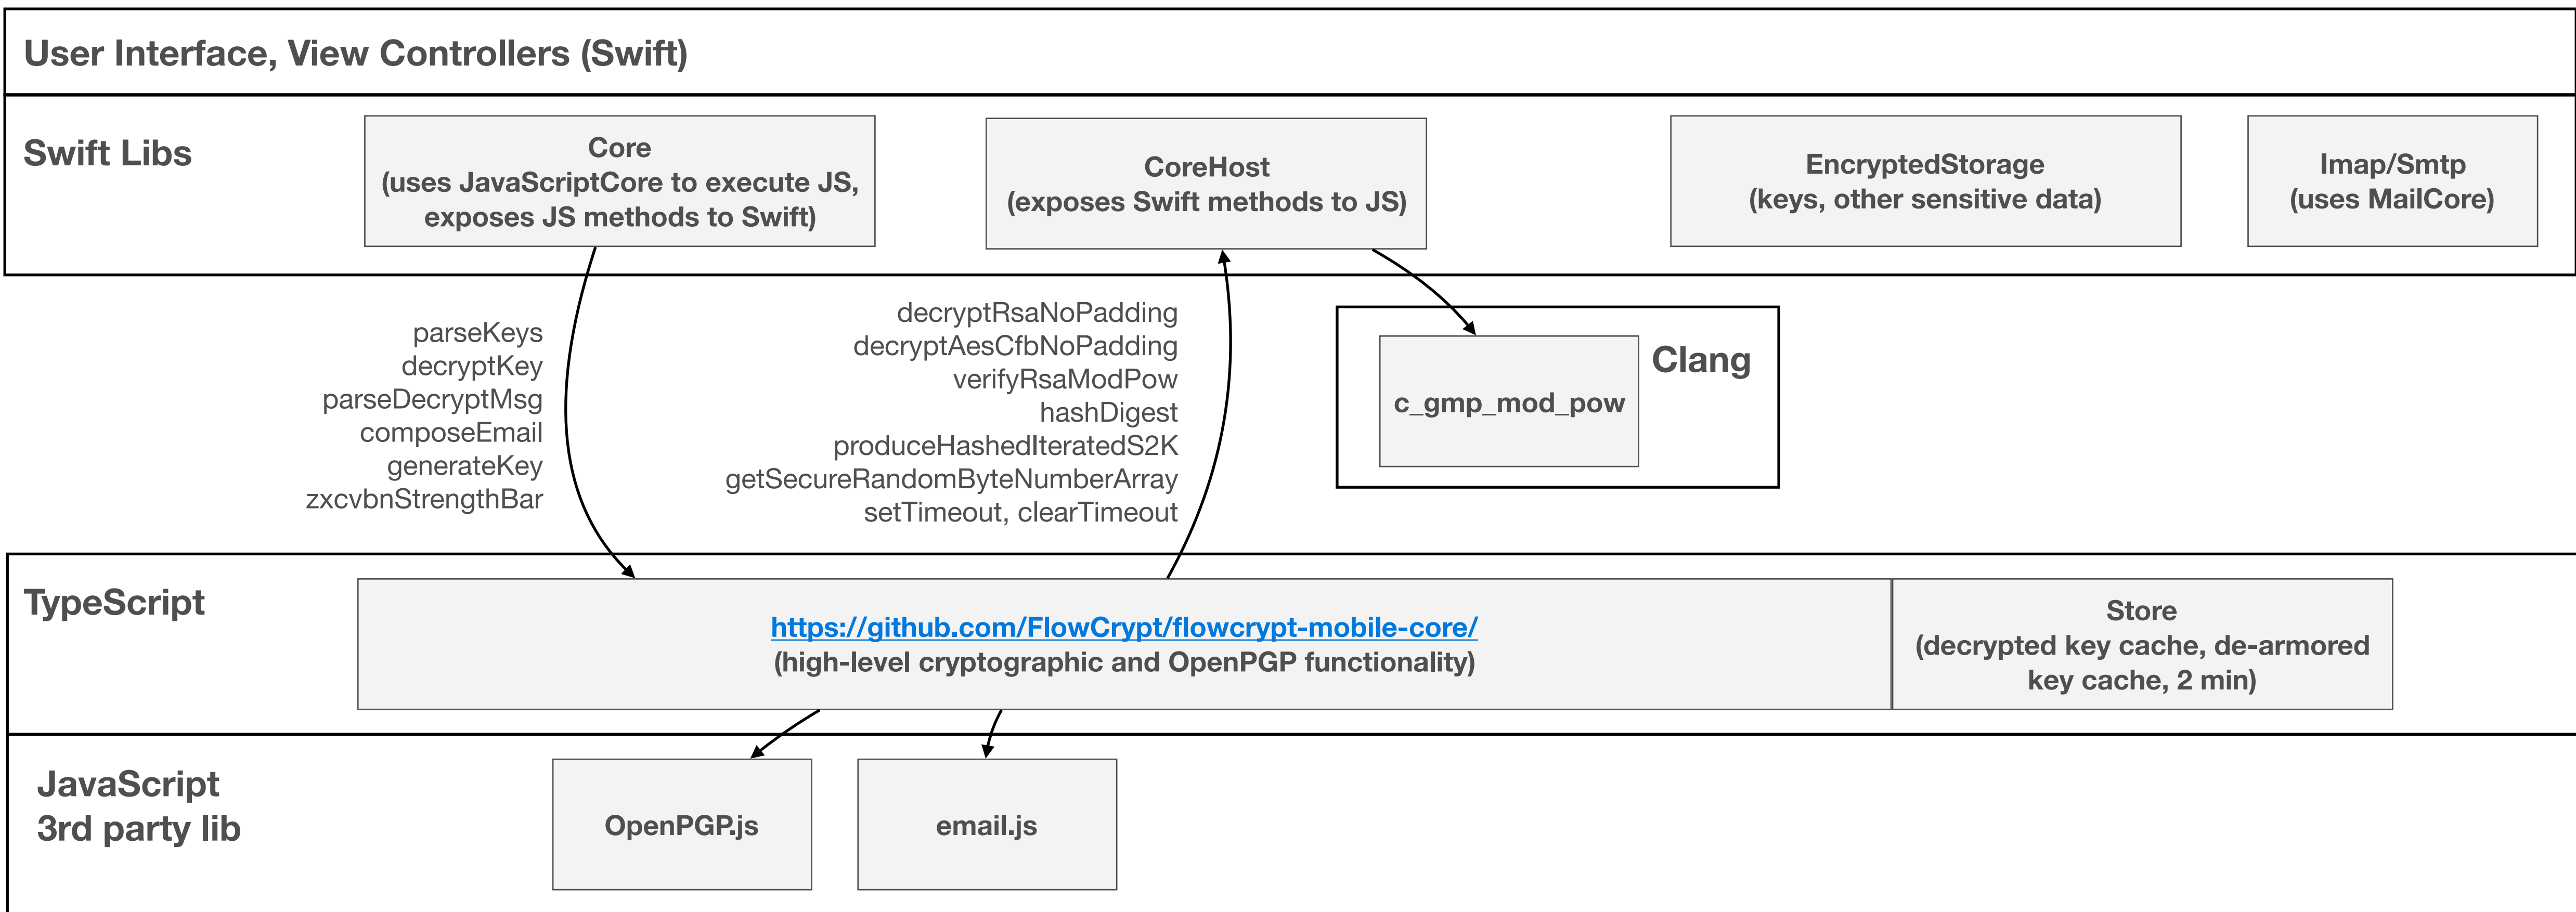 User Interface, View Controllers (Swift)
Swift Libs
Core
(uses JavaScriptCore to execute JS,
exposes JS methods to Swift)
CoreHost
(exposes Swift methods to JS)
EncryptedStorage
(keys, other sensitive data)
Imap/Smtp
(uses MailCore)
parseKeys
decryptKey
parseDecryptMsg
composeEmail
generateKey
zxcvbnStrengthBar
decryptRsaNoPadding
decryptAesCfbNoPadding
verifyRsaModPow
hashDigest
produceHashedIteratedS2K
getSecureRandomByteNumberArray
setTimeout, clearTimeout
Clang
c_gmp_mod_pow
TypeScript
https://github.com/FlowCrypt/flowcrypt-mobile-core/
(high-level cryptographic and OpenPGP functionality)
Store
(decrypted key cache, de-armored
key cache, 2 min)
JavaScript
3rd party lib
OpenPGP.js
email.js